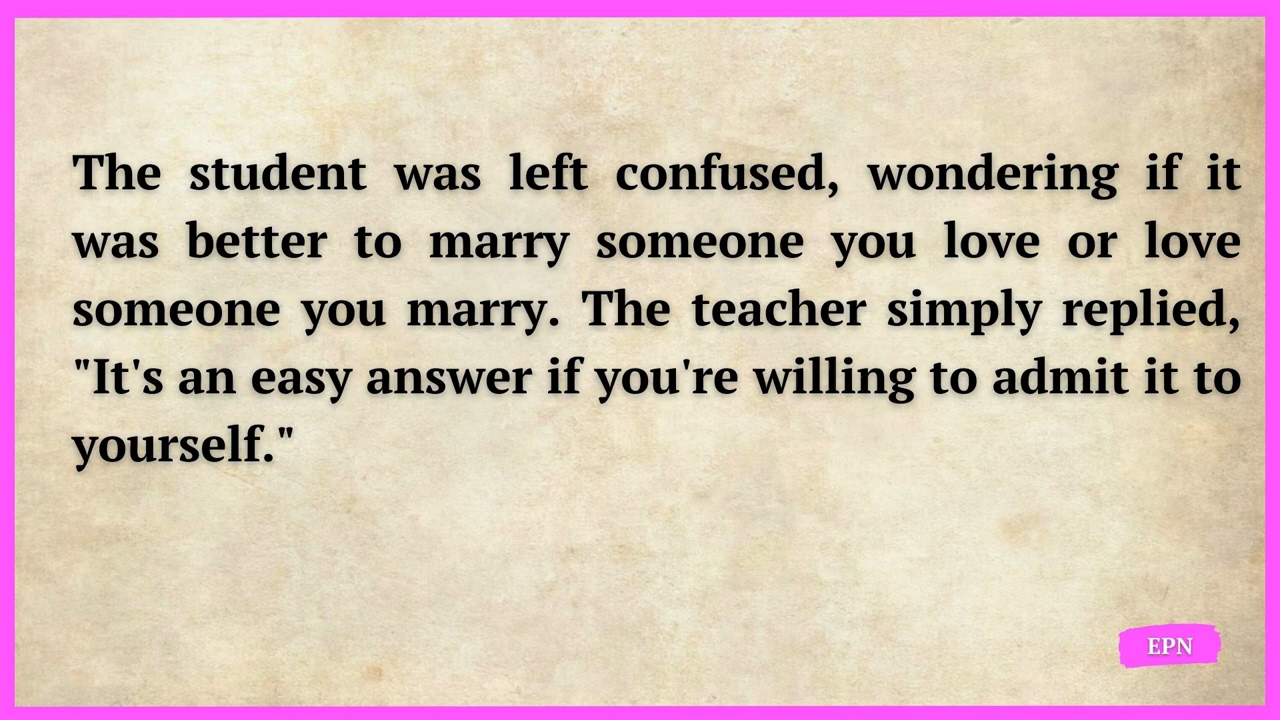 The student was left confused, wondering if it
was better to marry someone you love or love
someone you marry. The teacher simply replied,
"It's an easy answer if you're willing to admit it to
yourself."
EPN